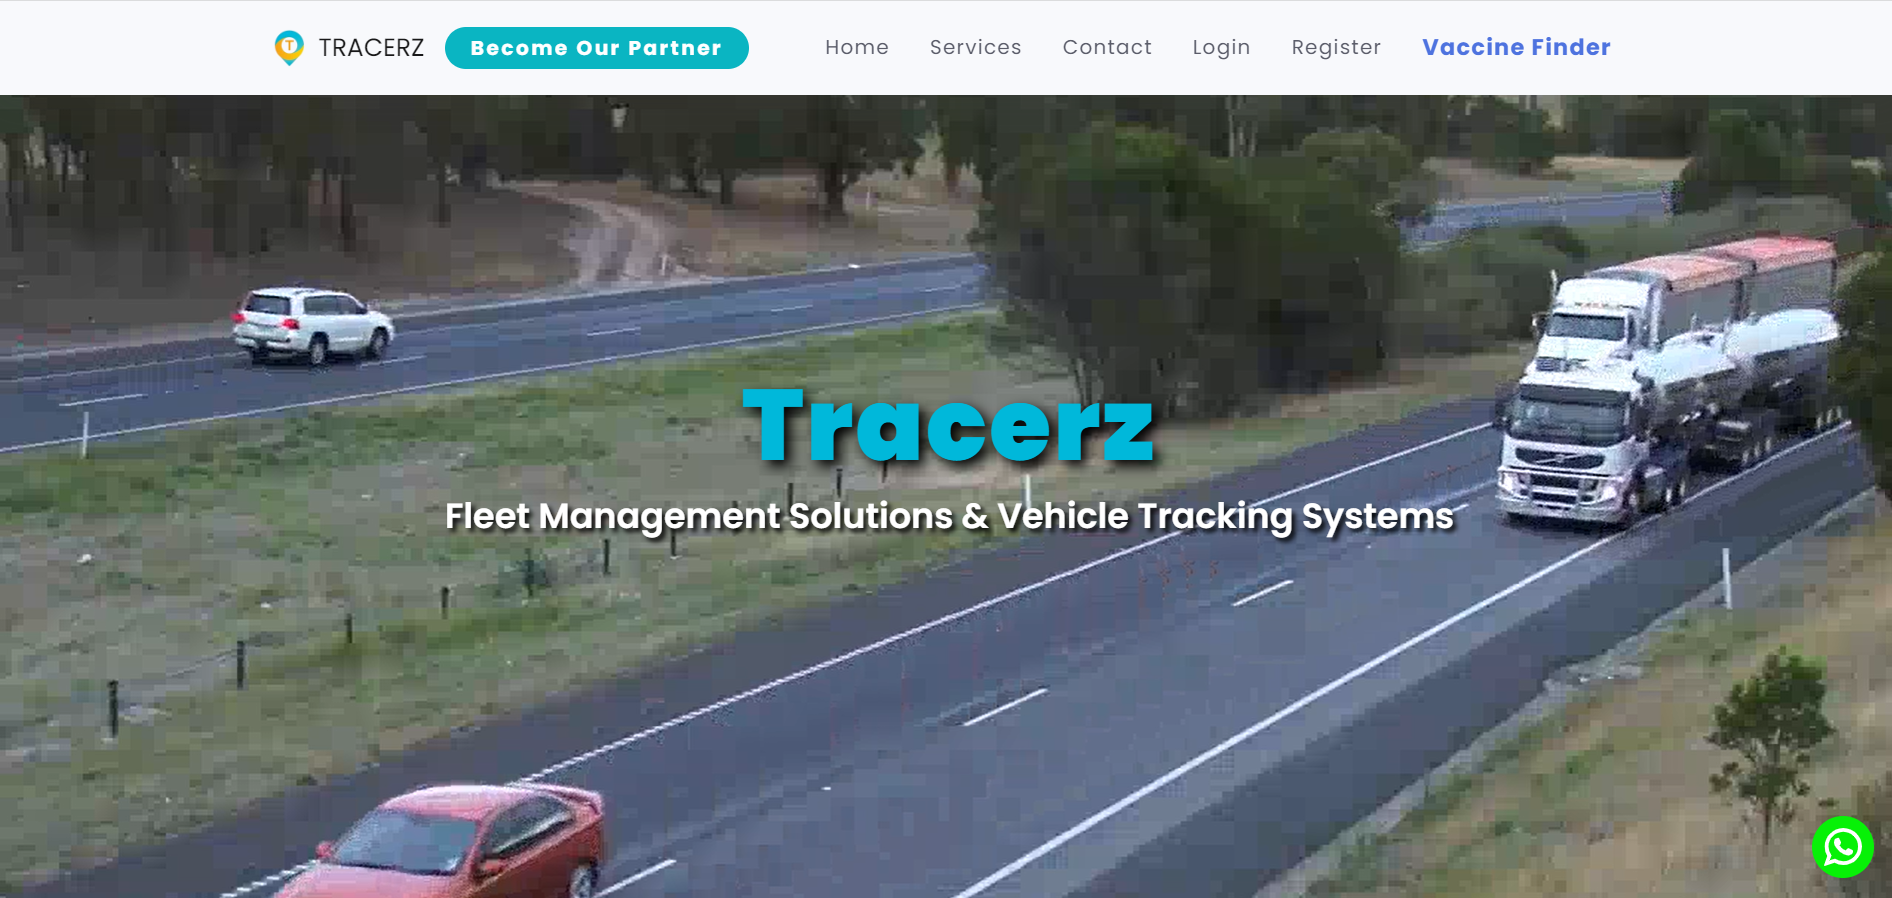 TRACERZ
Become Our Partner
Home
Services
Contact
Login
Register
Vaccine Finder
Tracerz
Fleet Management Solutions & Vehicle Tracking Systems